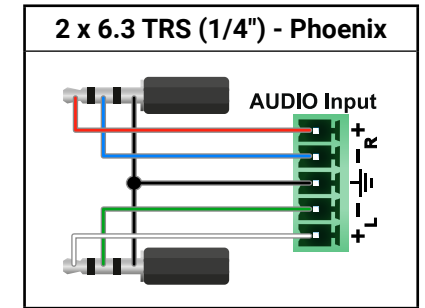 2 x 6.3 TRS (1/4") - Phoenix
AUDIO Input
+
R
−
−
L
+